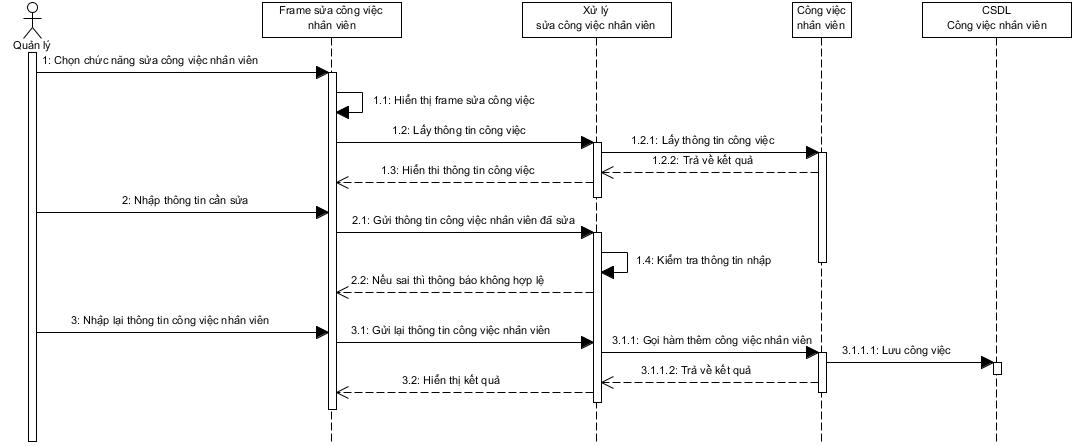 Quản lý
Frame sửa công việc
nhân viên
Xử lý
sửa công việc nhân viên
Công việc
nhân viên
CSDL
Công việc nhân viên
1: Chọn chức năng sửa công việc nhân viên
1.1: Hiển thị frame sửa công việc
1.2: Lấy thông tin công việc
1.2.1: Lấy thông tin công việc
1.2.2: Trả về kết quả
1.3: Hiển thi thông tin công việc
2: Nhập thông tin cần sửa
2.1: Gửi thông tin công việc nhân viên đã sửa
1.4: Kiểm tra thông tin nhập
2.2: Nếu sai thì thông báo không hợp lệ
3: Nhập lại thông tin công việc nhân viên
3.1: Gửi lại thông tin công việc nhân viên
3.1.1: Gọi hàm thêm công việc nhân viên
3.1.1.1: Lưu công việc
3.1.1.2: Trả về kết quả
3.2: Hiển thị kết quả